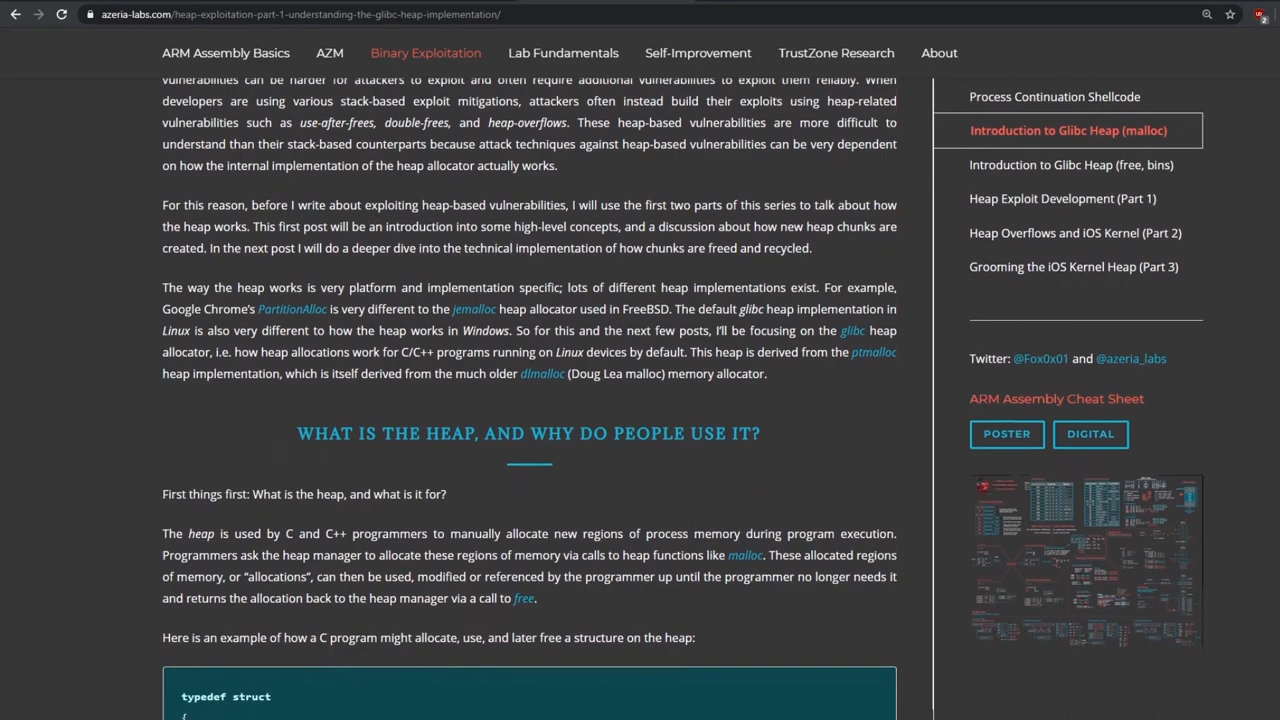 azeria-labs.com/heap-exploitation-part-1-understanding-the-glibc-heap-implementation/
2
ARM Assembly Basics
AZM
Binary Exploitation
Lab Fundamentals
Self-Improvement
TrustZone Research
About
vulnerabilities can be harder for attackers to exploit and often require additional vulnerabilities to exploit them reliably. When
developers are using various stack-based exploit mitigations, attackers often instead build their exploits using heap-related
vulnerabilities such as use-after-frees, double-frees, and heap-overflows. These heap-based vulnerabilities are more difficult to
understand than their stack-based counterparts because attack techniques against heap-based vulnerabilities can be very dependent
on how the internal implementation of the heap allocator actually works.
For this reason, before I write about exploiting heap-based vulnerabilities, I will use the first two parts of this series to talk about how
the heap works. This first post will be an introduction into some high-level concepts, and a discussion about how new heap chunks are
created. In the next post I will do a deeper dive into the technical implementation of how chunks are freed and recycled.
The way the heap works is very platform and implementation specific; lots of different heap implementations exist. For example,
Google Chrome's PartitionAlloc is very different to the jemalloc heap allocator used in FreeBSD. The default glibc heap implementation in
Linux is also very different to how the heap works in Windows. So for this and the next few posts, I'll be focusing on the glibc heap
allocator, i.e. how heap allocations work for C/C++ programs running on Linux devices by default. This heap is derived from the ptmalloc
heap implementation, which is itself derived from the much older dlmalloc (Doug Lea malloc) memory allocator.
WHAT IS THE HEAP, AND WHY DO PEOPLE USE IT?
First things first: What is the heap, and what is it for?
The heap is used by C and C++ programmers to manually allocate new regions of process memory during program execution.
Programmers ask the heap manager to allocate these regions of memory via calls to heap functions like malloc. These allocated regions
of memory, or “allocations”, can then be used, modified or referenced by the programmer up until the programmer no longer needs it
and returns the allocation back to the heap manager via a call to free.
Here is an example of how a C program might allocate, use, and later free a structure on the heap:
typedef struct
{
Process Continuation Shellcode
Introduction to Glibc Heap (malloc)
Introduction to Glibc Heap (free, bins)
Heap Exploit Development (Part 1)
Heap Overflows and iOS Kernel (Part 2)
Grooming the iOS Kernel Heap (Part 3)
Twitter: @Fox0x01 and @azeria_labs
ARM Assembly Cheat Sheet
POSTER
DIGITAL